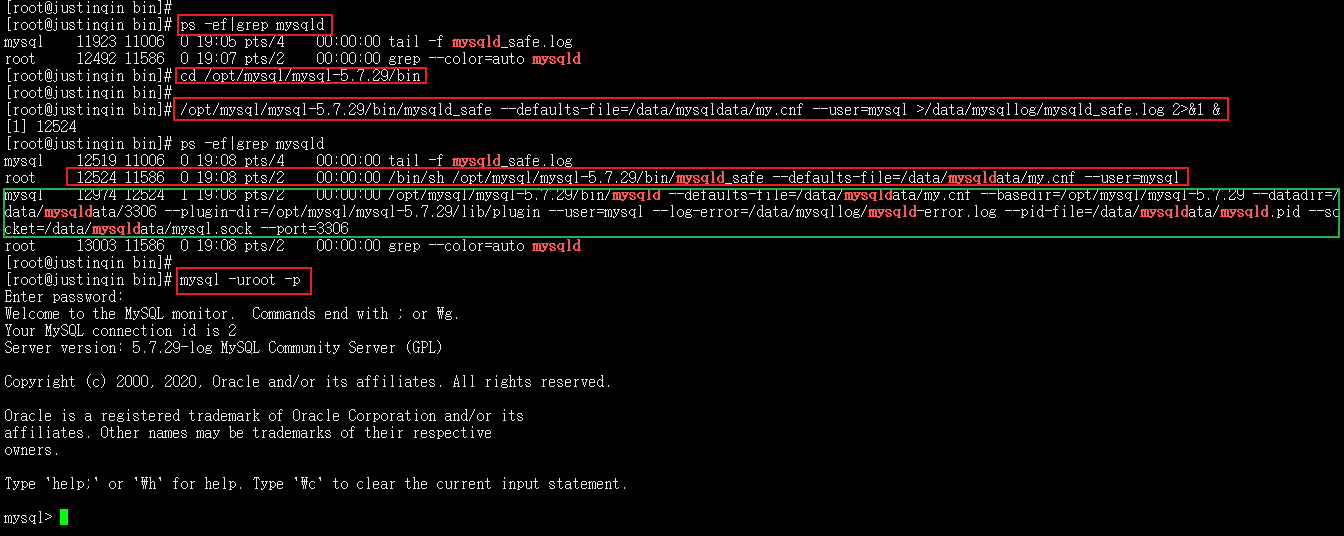 [root@justinqin bin]#
[root@justinqin bin]# ps -ef|grep mysqld
mysql    11923 11006  0 19:05 pts/4    00:00:00 tail -f mysqld_safe.log
root     12492 11586  0 19:07 pts/2    00:00:00 grep --color=auto mysqld
[root@justinqin bin]# cd /opt/mysql/mysql-5.7.29/bin
[root@justinqin bin]#
[root@justinqin bin]# /opt/mysql/mysql-5.7.29/bin/mysqld_safe --defaults-file=/data/mysqldata/my.cnf --user=mysql >/data/mysqllog/mysqld_safe.log 2>&1 &
[1] 12524
[root@justinqin bin]# ps -ef|grep mysqld
mysql    12519 11006  0 19:08 pts/4    00:00:00 tail -f mysqld_safe.log
root     12524 11586  0 19:08 pts/2    00:00:00 /bin/sh /opt/mysql/mysql-5.7.29/bin/mysqld_safe --defaults-file=/data/mysqldata/my.cnf --user=mysql
mysql    12974 12524  1 19:08 pts/2    00:00:00 /opt/mysql/mysql-5.7.29/bin/mysqld --defaults-file=/data/mysqldata/my.cnf --basedir=/opt/mysql/mysql-5.7.29 --datadir=/
data/mysqldata/3306 --plugin-dir=/opt/mysql/mysql-5.7.29/lib/plugin --user=mysql --log-error=/data/mysqllog/mysqld-error.log --pid-file=/data/mysqldata/mysqld.pid --so
cket=/data/mysqldata/mysql.sock --port=3306
root     13003 11586  0 19:08 pts/2    00:00:00 grep --color=auto mysqld
[root@justinqin bin]#
[root@justinqin bin]# mysql -uroot -p
Enter password:
Welcome to the MySQL monitor.  Commands end with ; or ₩g.
Your MySQL connection id is 2
Server version: 5.7.29-log MySQL Community Server (GPL)
Copyright (c) 2000, 2020, Oracle and/or its affiliates. All rights reserved.
Oracle is a registered trademark of Oracle Corporation and/or its
affiliates. Other names may be trademarks of their respective
owners.
Type 'help;' or '₩h' for help. Type '₩c' to clear the current input statement.
mysql>